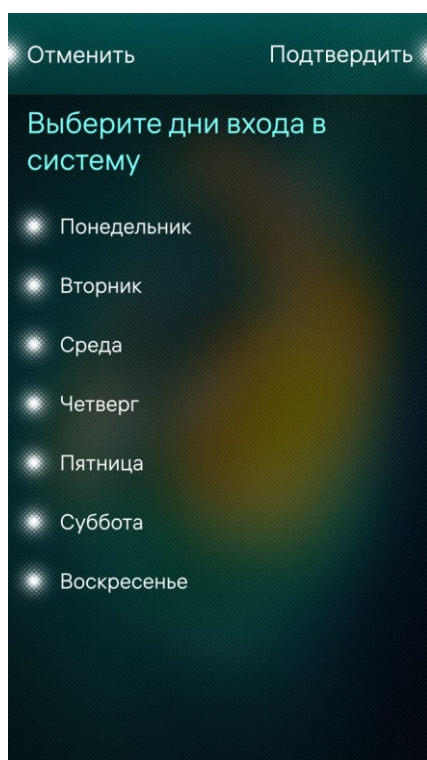 Отменить Подтвердить
Выберите дни входа в
систему
Понедельник
Вторник
Среда
Четверг
Пятница
Суббота
Воскресенье